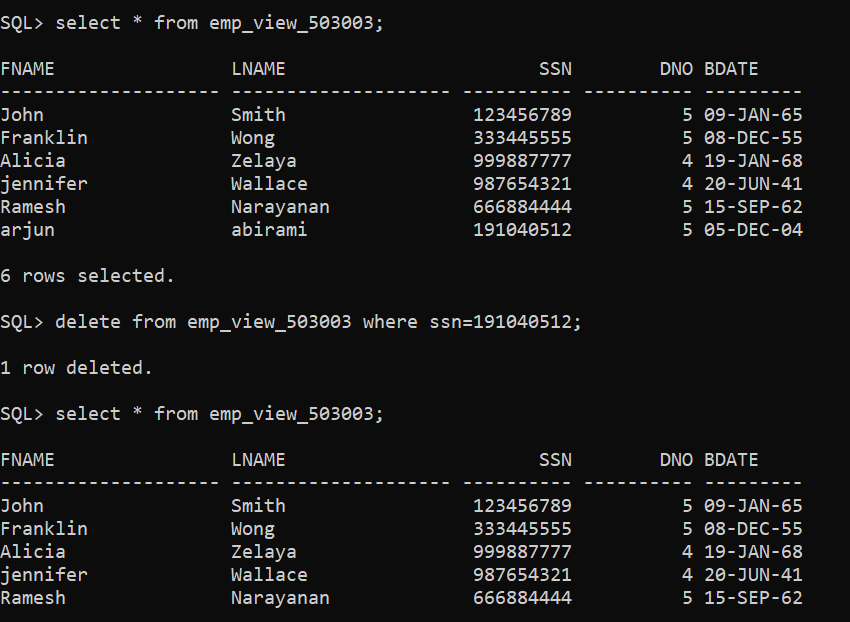 SQL> select * from emp_view_503003;
FNAME                LNAME                       SSN        DNO BDATE
-------------------- -------------------- ---------- ---------- ---------
John                 Smith                 123456789          5 09-JAN-65
Franklin             Wong                  333445555          5 08-DEC-55
Alicia               Zelaya                999887777          4 19-JAN-68
jennifer             Wallace               987654321          4 20-JUN-41
Ramesh               Narayanan             666884444          5 15-SEP-62
arjun                abirami               191040512          5 05-DEC-04
6 rows selected.
SQL> delete from emp_view_503003 where ssn=191040512;
1 row deleted.
SQL> select * from emp_view_503003;
FNAME                LNAME                       SSN        DNO BDATE
-------------------- -------------------- ---------- ---------- ---------
John                 Smith                 123456789          5 09-JAN-65
Franklin             Wong                  333445555          5 08-DEC-55
Alicia               Zelaya                999887777          4 19-JAN-68
jennifer             Wallace               987654321          4 20-JUN-41
Ramesh               Narayanan             666884444          5 15-SEP-62